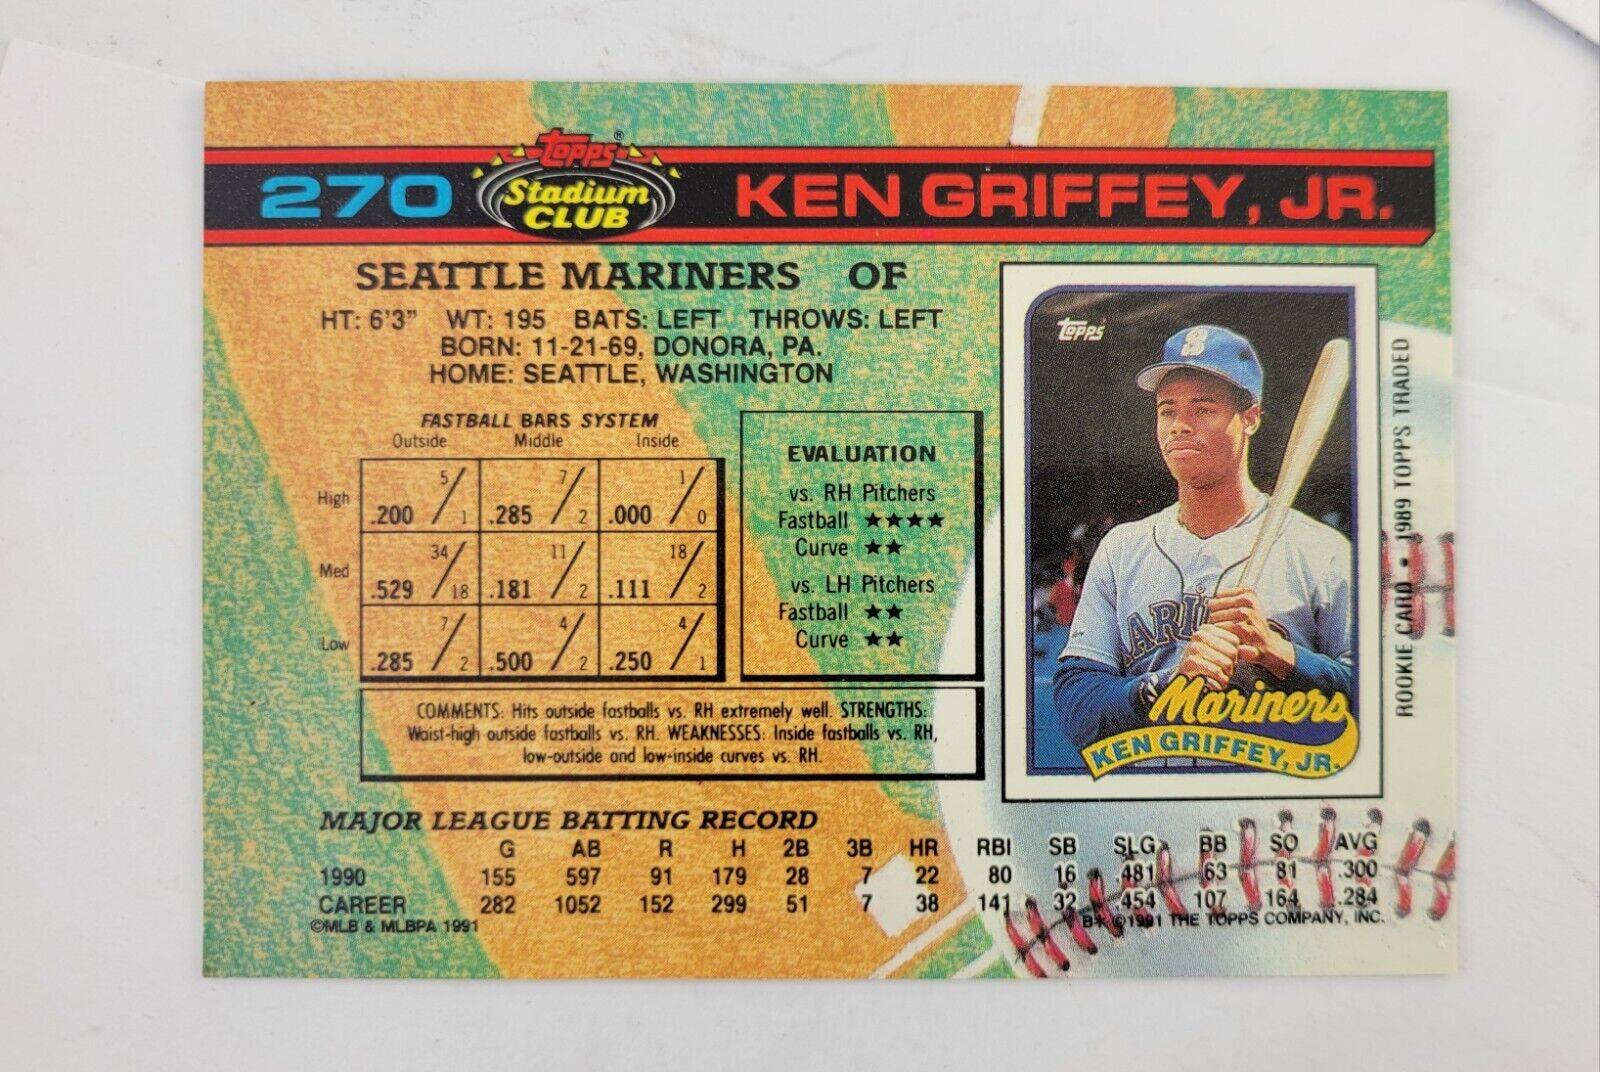 270 Topps® Stadium CLUB KEN GRIFFEY, JR.
SEATTLE MARINERS OF
HT: 6'3" WT: 195 BATS: LEFT THROWS: LEFT
BORN: 11-21-69, DONORA, PA.
HOME: SEATTLE, WASHINGTON
FASTBALL BARS SYSTEM
Outside Middle Inside
High .200 5/1 .285 7/2 .000 1/0
Med .529 34/18 .181 11/2 .111 18/2
Low .285 7/2 .500 4/2 .250 4/1
EVALUATION
vs. RH Pitchers
Fastball ★★★★
Curve ★★
vs. LH Pitchers
Fastball ★★
Curve ★★
COMMENTS: Hits outside fastballs vs. RH extremely well. STRENGTHS:
Waist-high outside fastballs vs. RH. WEAKNESSES: Inside fastballs vs. RH,
low-outside and low-inside curves vs. RH.
Topps
S
Mariners
KEN GRIFFEY, JR.
ROOKIE CARD • 1989 TOPPS TRADED
MAJOR LEAGUE BATTING RECORD
G AB R H 2B 3B HR RBI SB SLG BB SO AVG
1990 155 597 91 179 28 7 22 80 16 .481 63 81 .300
CAREER 282 1052 152 299 51 7 38 141 32 .454 107 164 .284
©MLB & MLBPA 1991 B* ©1991 THE TOPPS COMPANY, INC.